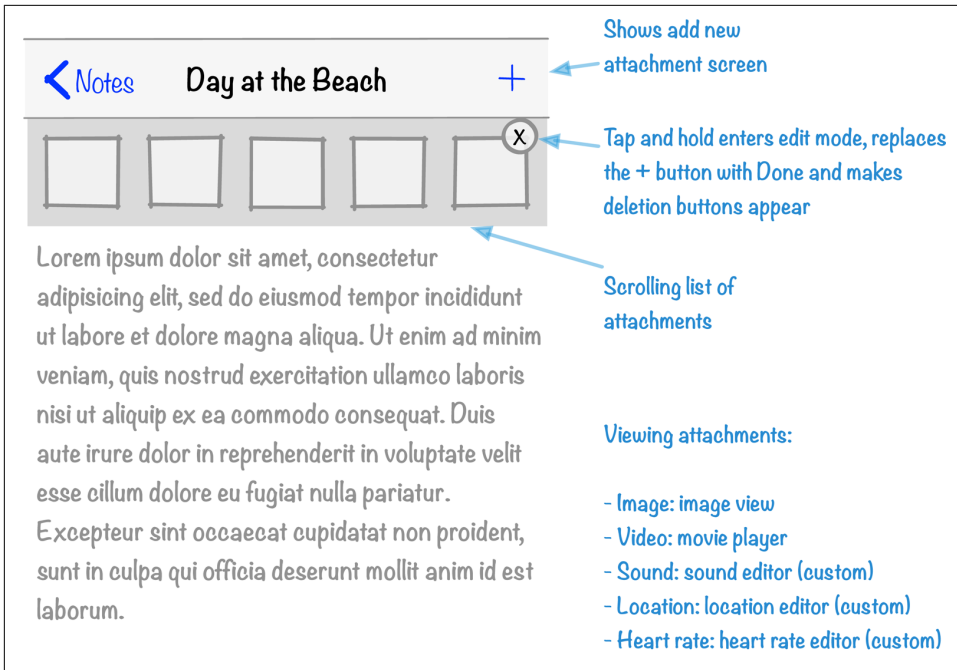 Notes
Day at the Beach
+
X
Lorem ipsum dolor sit amet, consectetur
adipisicing elit, sed do eiusmod tempor incididunt
ut labore et dolore magna aliqua. Ut enim ad minim
veniam, quis nostrud exercitation ullamco laboris
nisi ut aliquip ex ea commodo consequat. Duis
aute irure dolor in reprehenderit in voluptate velit
esse cillum dolore eu fugiat nulla pariatur.
Excepteur sint occaecat cupidatat non proident,
sunt in culpa qui officia deserunt mollit anim id est
laborum.
Shows add new
attachment screen
Tap and hold enters edit mode, replaces
the + button with Done and makes
deletion buttons appear
Scrolling list of
attachments
Viewing attachments:
- Image: image view
- Video: movie player
- Sound: sound editor (custom)
- Location: location editor (custom)
- Heart rate: heart rate editor (custom)